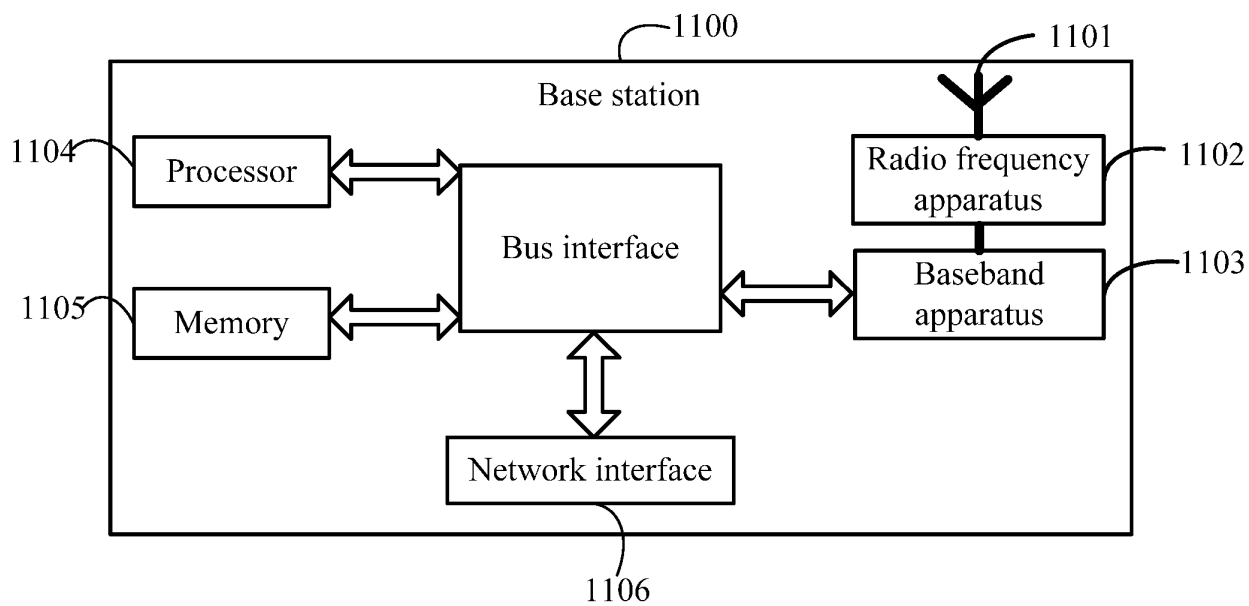 1100
1101
Base station
1104
Processor
Radio frequency
apparatus
1102
Bus interface
Baseband
apparatus
1103
1105
Memory
Network interface
1106